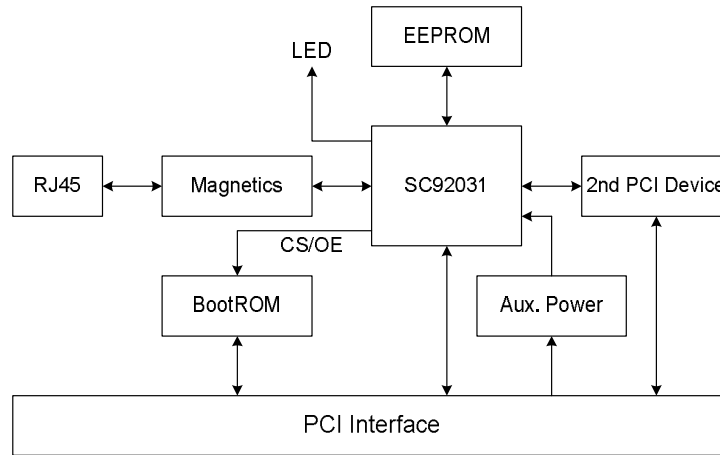 EEPROM
LED
RJ45
Magnetics
SC92031
2nd PCI Device
CS/OE
BootROM
Aux. Power
PCI Interface